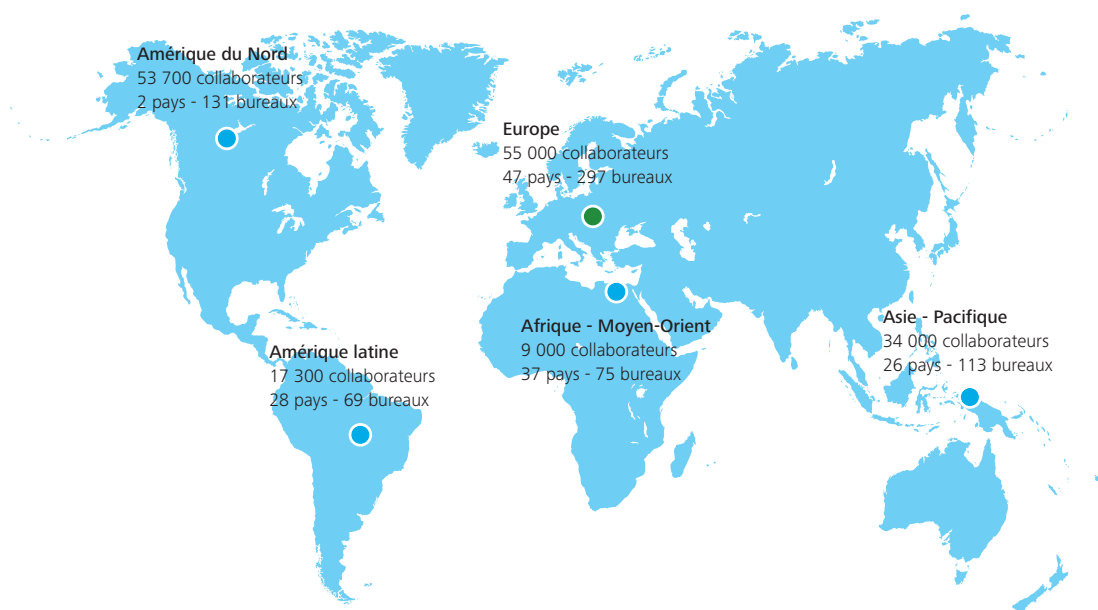 Amérique du Nord
53 700 collaborateurs
2 pays - 131 bureaux
Europe
55 000 collaborateurs
47 pays - 297 bureaux
Afrique - Moyen-Orient
9 000 collaborateurs
37 pays - 75 bureaux
Asie - Pacifique
34 000 collaborateurs
26 pays - 113 bureaux
Amérique latine
17 300 collaborateurs
28 pays - 69 bureaux